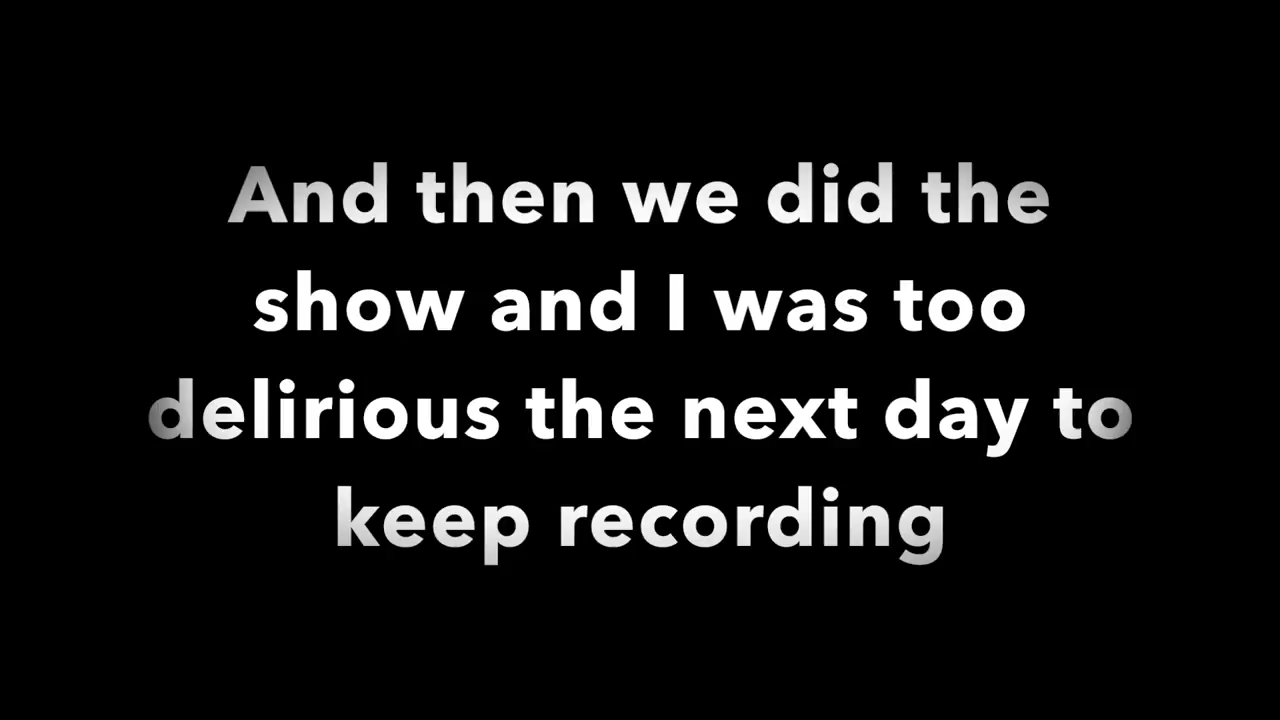 And then we did the
show and I was too
delirious the next day to
keep recording